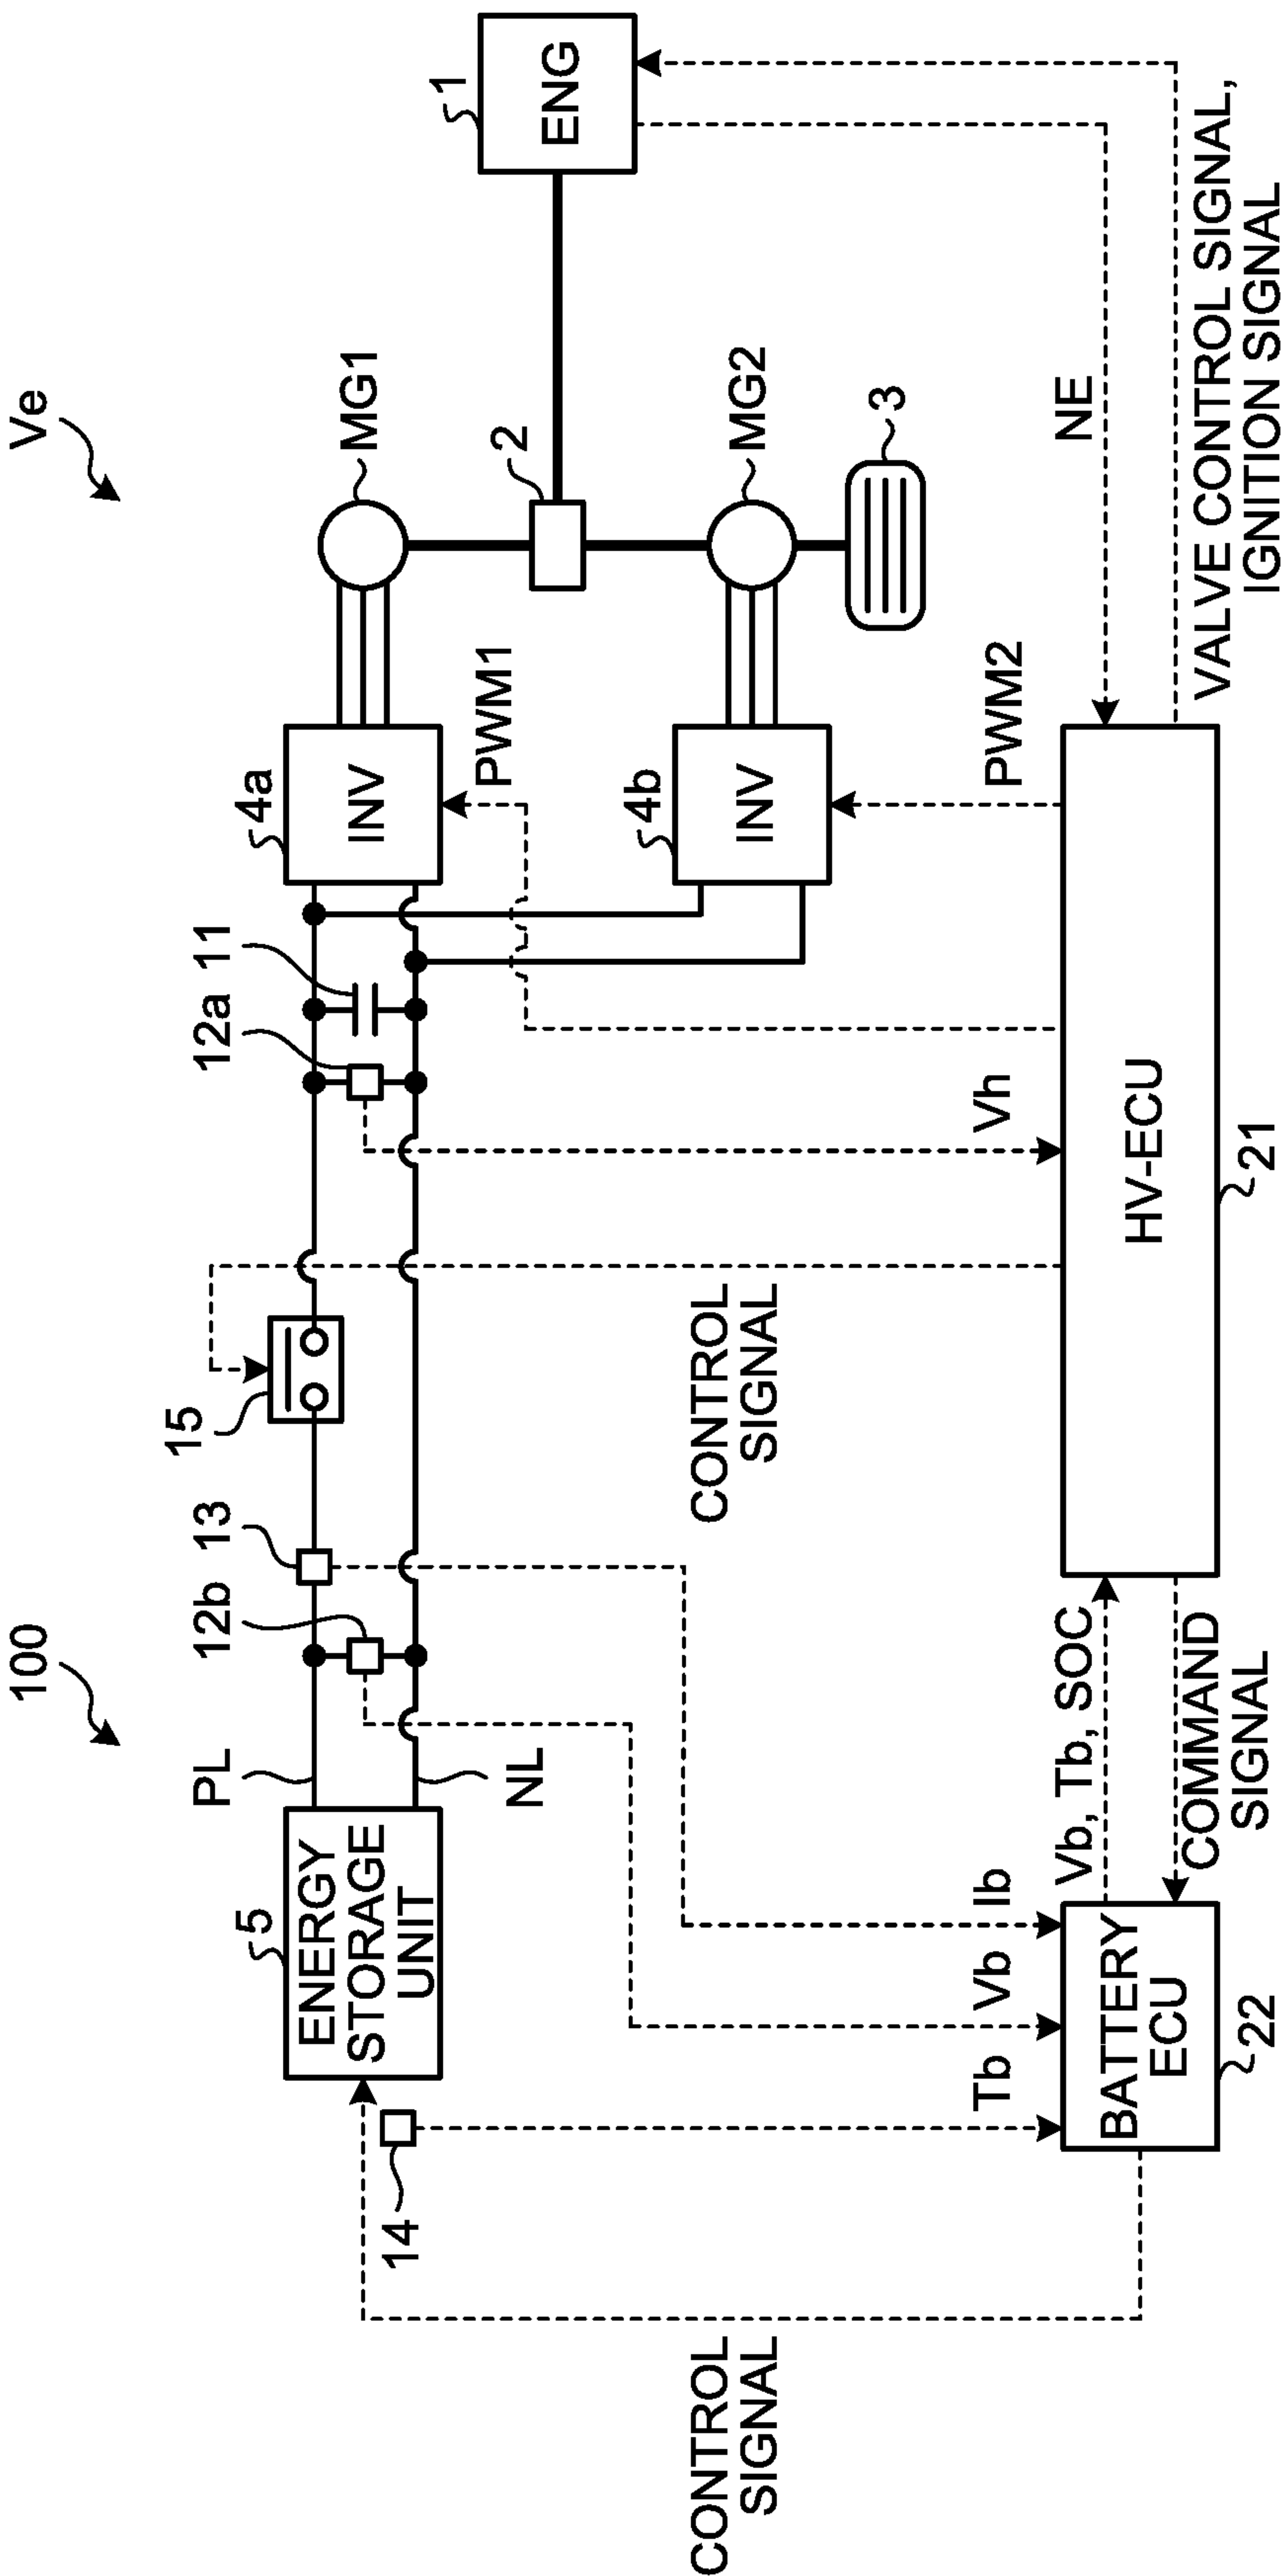 100
Ve
PL
12b
13
15
12a
11
4a
MG1
1
ENG
5
ENERGY
STORAGE
UNIT
NL
INV
PWM1
2
14
4b
INV
MG2
3
CONTROL
SIGNAL
CONTROL
SIGNAL
Tb
Vb
Ib
Vh
PWM2
NE
Vb, Tb, SOC
BATTERY
ECU
HV-ECU
COMMAND
SIGNAL
VALVE CONTROL SIGNAL,
IGNITION SIGNAL
22
21